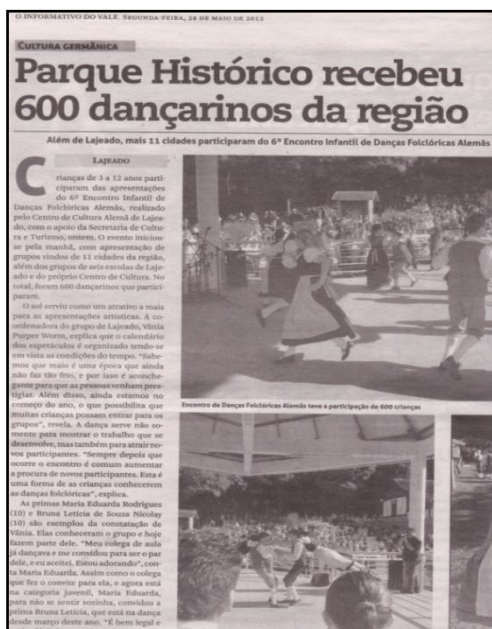 O INFORMATIVO DO VALE. SEGUNDA-FEIRA, 28 DE MAIO DE 2012
CULTURA GERMÂNICA
Parque Histórico recebeu
600 dançarinos da região
Além de Lajeado, mais 11 cidades participaram do 6º Encontro Infantil de Danças Folclóricas Alemãs
LAJEADO
Crianças de 3 a 12 anos parti-
ciparam das apresentações
do 6º Encontro Infantil de
Danças Folclóricas Alemãs, realizado
pelo Centro de Cultura Alemã de Lajea-
do, com o apoio da Secretaria de Cultu-
ra e Turismo, ontem. O evento iniciou-
se pela manhã, com apresentação de
grupos vindos de 11 cidades da região,
além dos grupos de seis escolas de Laje-
ado e do próprio Centro de Cultura. No
total, foram 600 dançarinos que partici-
param.
O sol serviu como um atrativo a mais
para as apresentações artísticas. A co-
ordenadora do grupo de Lajeado, Vânia
Purper Worm, explica que o calendário
dos espetáculos é organizado tendo-se
em vista as condições do tempo. "Sabe-
mos que maio é uma época que ainda
não faz tão frio, e por isso é aconche-
gante para que as pessoas venham pres-
tigiar. Além disso, ainda estamos no
começo do ano, o que possibilita que
muitas crianças possam entrar para os
grupos", revela. A dança serve não so-
mente para mostrar o trabalho que se
desenvolve, mas também para atrair no-
vos participantes. "Sempre depois que
ocorre o encontro é comum aumentar
a procura de novos participantes. Esta é
uma forma de as crianças conhecerem
as danças folclóricas", explica.
As primas Maria Eduarda Rodrigues
(10) e Bruna Letícia de Souza Nicolay
(10) são exemplos da constatação de
Vânia. Elas conheceram o grupo e hoje
fazem parte dele. "Meu colega de aula
já dançava e me convidou para ser o par
dele, e eu aceitei. Estou adorando", con-
ta Maria Eduarda. Assim como o colega
que fez o convite para ela, e agora está
na categoria juvenil, Maria Eduarda,
para não se sentir sozinha, convidou a
prima Bruna Letícia, que está na dança
desde março deste ano. "É bem legal e
Encontro de Danças Folclóricas Alemãs teve a participação de 600 crianças